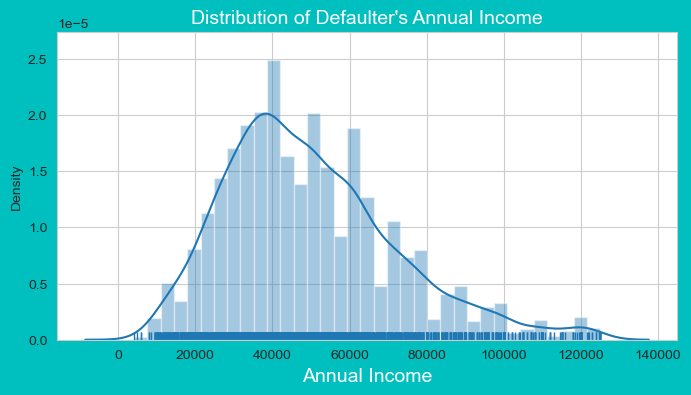 Distribution of Defaulter's Annual Income
1e−5
2.5
2.0
1.5
1.0
0.5
0.0
Density
0 20000 40000 60000 80000 100000 120000 140000
Annual Income